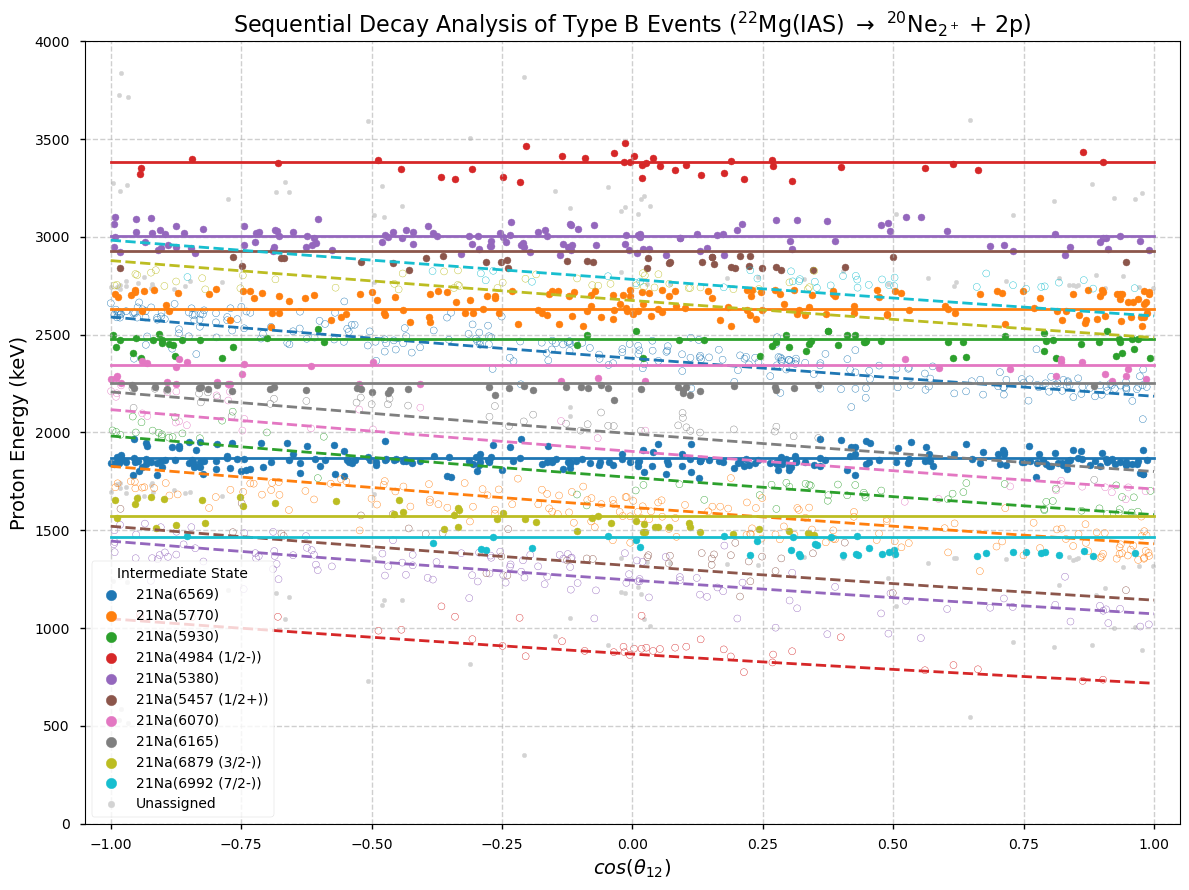 Sequential Decay Analysis of Type B Events (²²Mg(IAS) → ²⁰Ne₂⁺ + 2p)
Proton Energy (keV)
4000
3500
3000
2500
2000
1500
1000
500
0
Intermediate State
21Na(6569)
21Na(5770)
21Na(5930)
21Na(4984 (1/2-))
21Na(5380)
21Na(5457 (1/2+))
21Na(6070)
21Na(6165)
21Na(6879 (3/2-))
21Na(6992 (7/2-))
Unassigned
−1.00 −0.75 −0.50 −0.25 0.00 0.25 0.50 0.75 1.00
cos(θ₁₂)